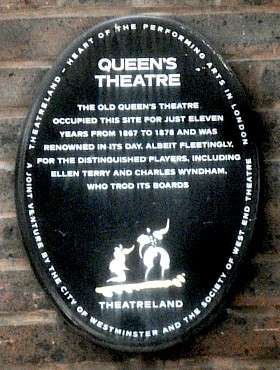 THEATRELAND – HEART OF THE PERFORMING ARTS IN LONDON
QUEEN'S
THEATRE
THE OLD QUEEN'S THEATRE
OCCUPIED THIS SITE FOR JUST ELEVEN
YEARS FROM 1867 TO 1878 AND WAS
RENOWNED IN ITS DAY, ALBEIT FLEETINGLY,
FOR THE DISTINGUISHED PLAYERS, INCLUDING
ELLEN TERRY AND CHARLES WYNDHAM,
WHO TROD ITS BOARDS
THEATRELAND
A JOINT VENTURE BY THE CITY OF WESTMINSTER AND THE SOCIETY OF WEST END THEATRE